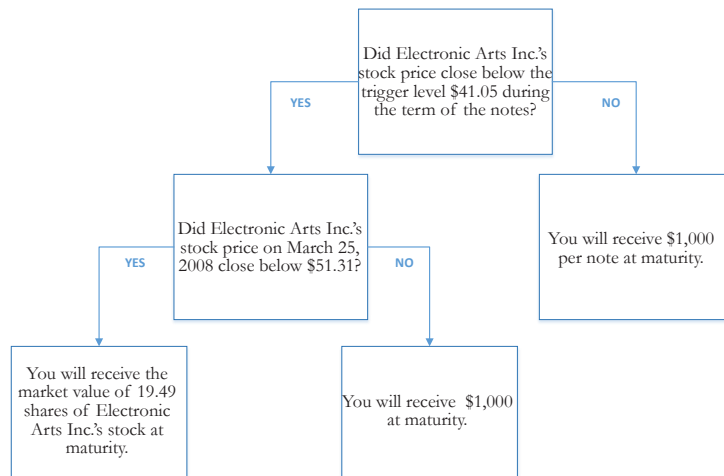 Did Electronic Arts Inc.'s
stock price close below the
trigger level $41.05 during
the term of the notes?
YES
NO
Did Electronic Arts Inc.'s
stock price on March 25,
2008 close below $51.31?
You will receive $1,000
per note at maturity.
YES
NO
You will receive the
market value of 19.49
shares of Electronic
Arts Inc.'s stock at
maturity.
You will receive $1,000
at maturity.